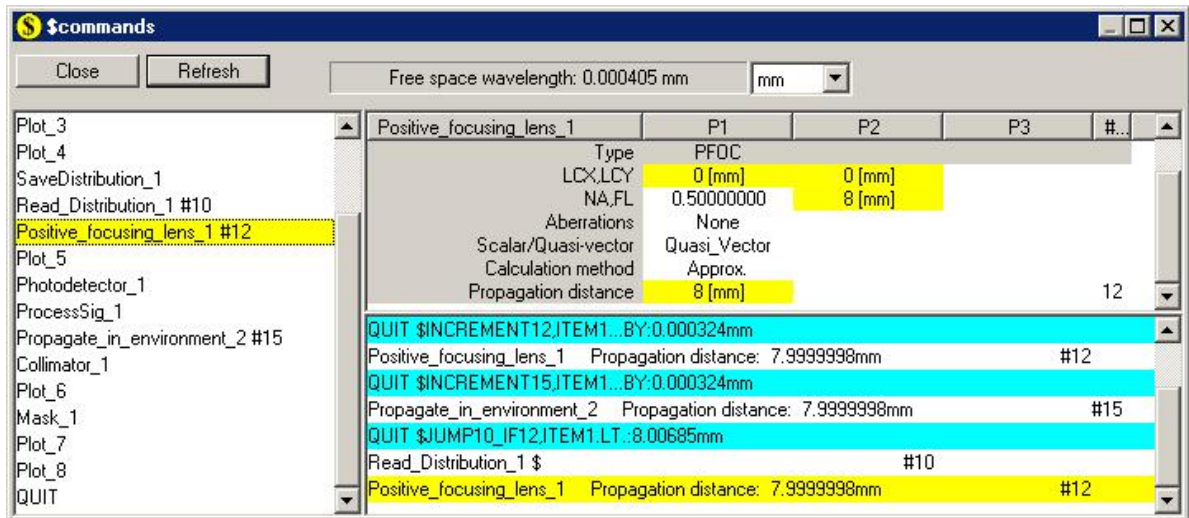 $commands
Close Refresh Free space wavelength: 0.000405 mm mm
Plot_3
Plot_4
SaveDistribution_1
Read_Distribution_1 #10
Positive_focusing_lens_1 #12
Plot_5
Photodetector_1
ProcessSig_1
Propagate_in_environment_2 #15
Collimator_1
Plot_6
Mask_1
Plot_7
Plot_8
QUIT
Positive_focusing_lens_1 P1 P2 P3 #...
Type PFOC
LCX,LCY 0 [mm] 0 [mm]
NA,FL 0.50000000 8 [mm]
Aberrations None
Scalar/Quasi-vector Quasi_Vector
Calculation method Approx.
Propagation distance 8 [mm] 12
QUIT $INCREMENT12,ITEM1...BY:0.000324mm
Positive_focusing_lens_1 Propagation distance: 7.9999998mm #12
QUIT $INCREMENT15,ITEM1...BY:0.000324mm
Propagate_in_environment_2 Propagation distance: 7.9999998mm #15
QUIT $JUMP10_IF12,ITEM1.LT.:8.00685mm
Read_Distribution_1 $ #10
Positive_focusing_lens_1 Propagation distance: 7.9999998mm #12